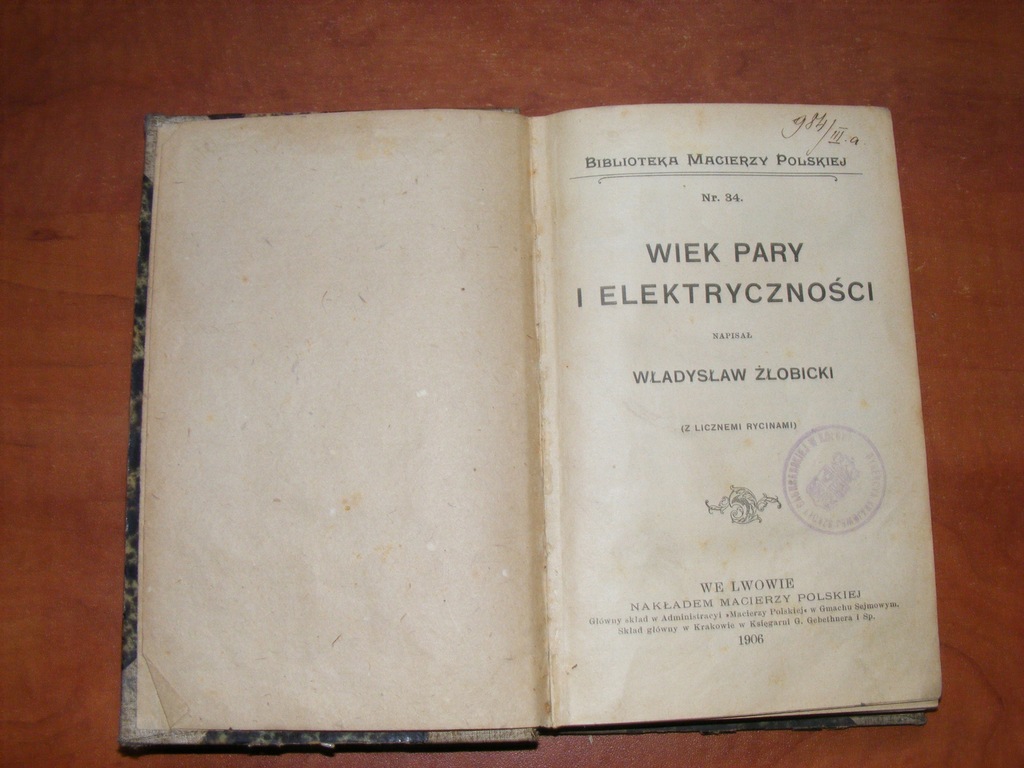 984/III.a
BIBLIOTEKA MACIERZY POLSKIEJ
Nr. 34.
WIEK PARY
I ELEKTRYCZNOŚCI
NAPISAŁ
WŁADYSŁAW ŻŁOBICKI
(Z LICZNEMI RYCINAMI)
WE LWOWIE
NAKŁADEM MACIERZY POLSKIEJ
Główny skład w Administracyi «Macierzy Polskiej» w Gmachu Sejmowym.
Skład główny w Krakowie w Księgarni G. Gebethnera i Sp.
1906